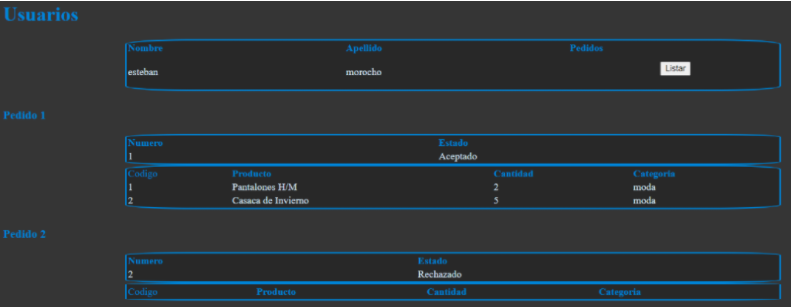 Usuarios
Nombre Apellido Pedidos
esteban morocho Listar
Pedido 1
Numero Estado
1 Aceptado
Codigo Producto Cantidad Categoria
1 Pantalones H/M 2 moda
2 Casaca de Invierno 5 moda
Pedido 2
Numero Estado
2 Rechazado
Codigo Producto Cantidad Categoria